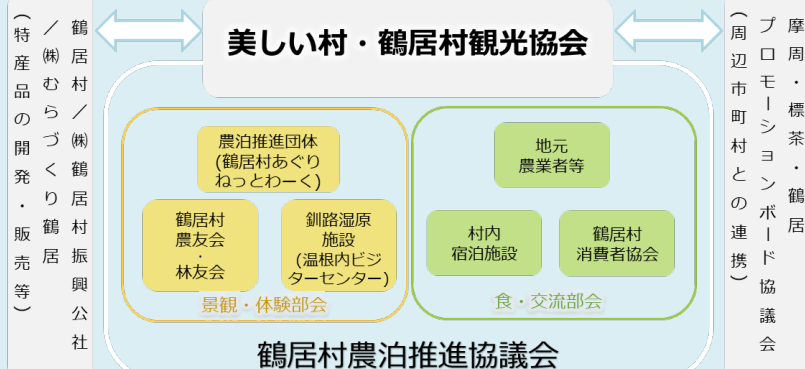 鶴居村／㈱鶴居村振興公社
／㈱むらづくり鶴居
(特産品の開発・販売等)
美しい村・鶴居村観光協会
農泊推進団体
(鶴居村あぐり
ねっとわーく)
鶴居村
農友会
・
林友会
釧路湿原
施設
(温根内ビジ
ターセンター)
景観・体験部会
地元
農業者等
村内
宿泊施設
鶴居村
消費者協会
食・交流部会
鶴居村農泊推進協議会
摩周・標茶・鶴居
プロモーションボード協議会
(周辺市町村との連携)